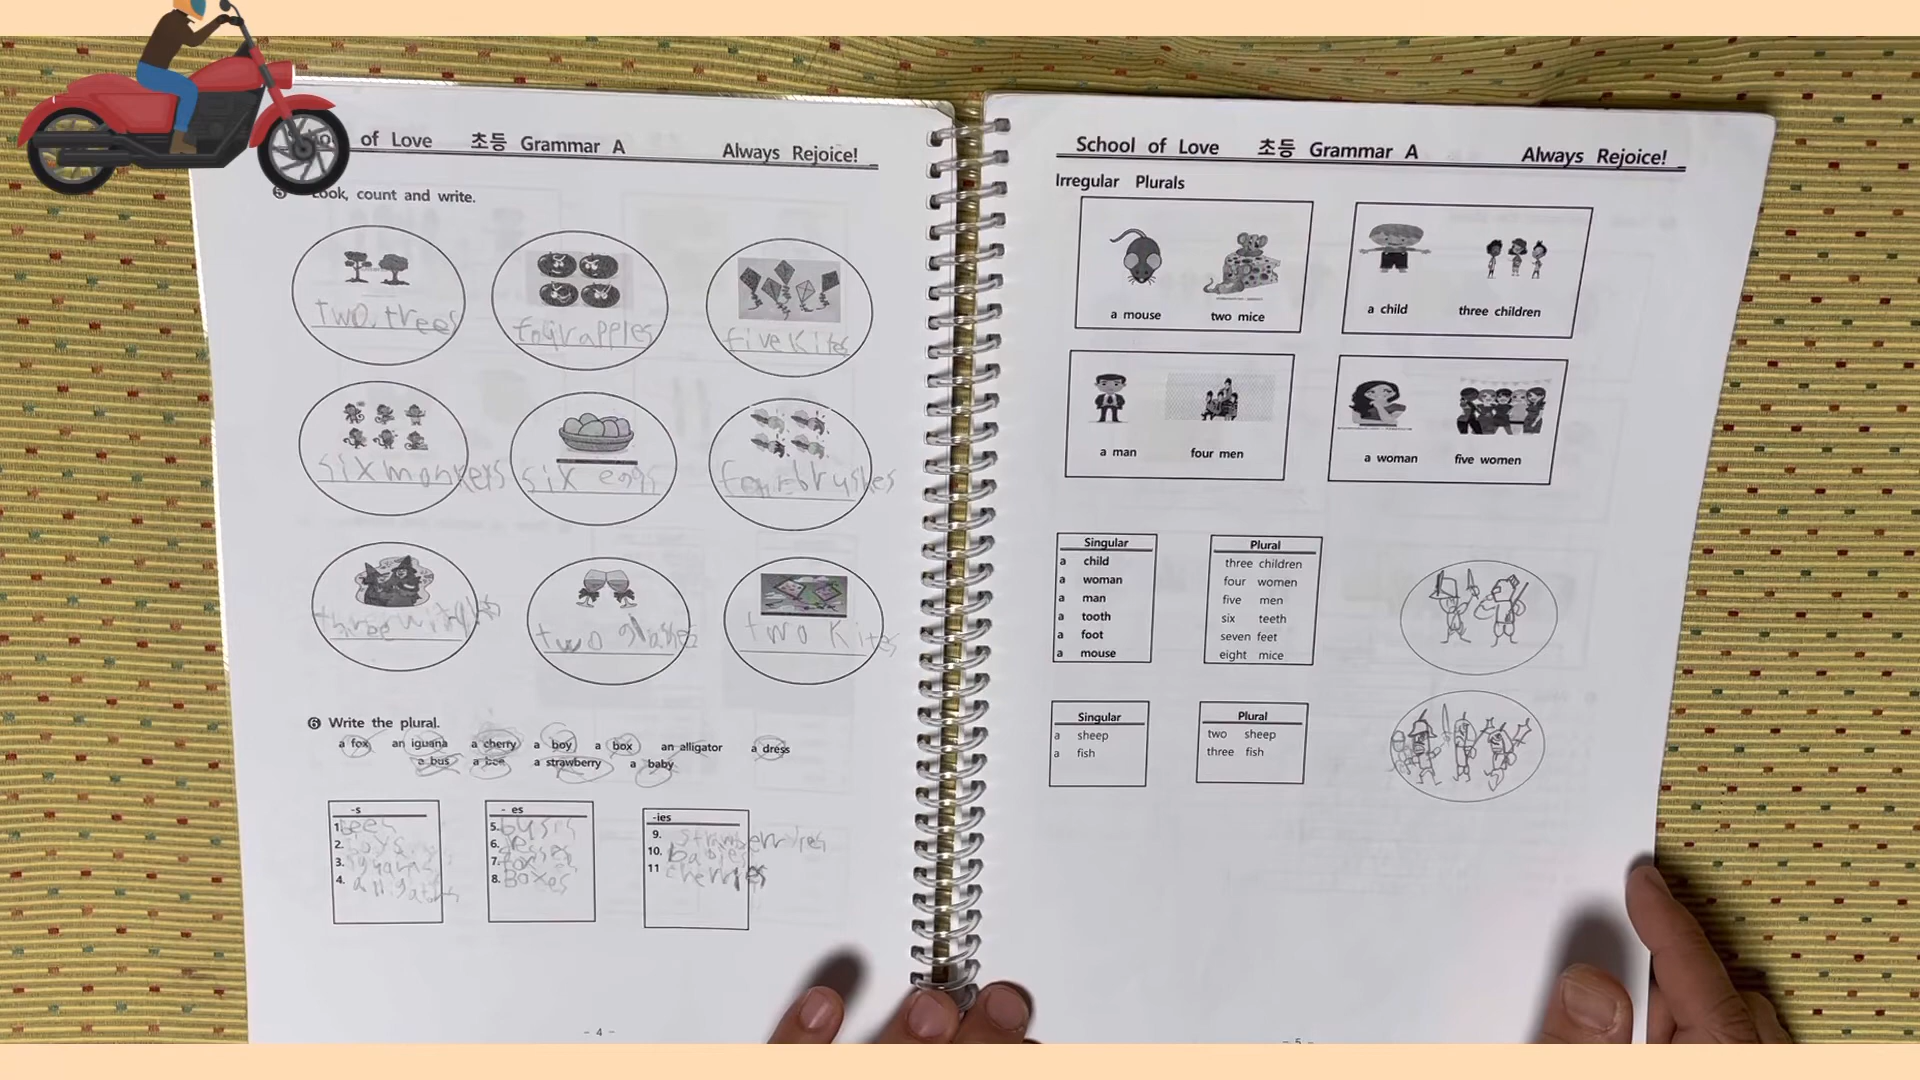 of Love 초등 Grammar A Always Rejoice!
Look, count and write.
two trees
four apples
five kites
six monkeys
six eggs
four brushes
three
two glasses
two kites
❻ Write the plural.
a fox an iguana a cherry a boy a box an alligator a dress
a bus a bee a strawberry a baby
-s
1. bees
2. boys
3.
4.
- es
5.
6.
7.
8. Boxes
-ies
9.
10. babies
11 cherries
- 4 -
School of Love 초등 Grammar A Always Rejoice!
Irregular Plurals
a mouse two mice
a child three children
a man four men
a woman five women
Singular
a child
a woman
a man
a tooth
a foot
a mouse
Plural
three children
four women
five men
six teeth
seven feet
eight mice
Singular
a sheep
a fish
Plural
two sheep
three fish
- 5 -